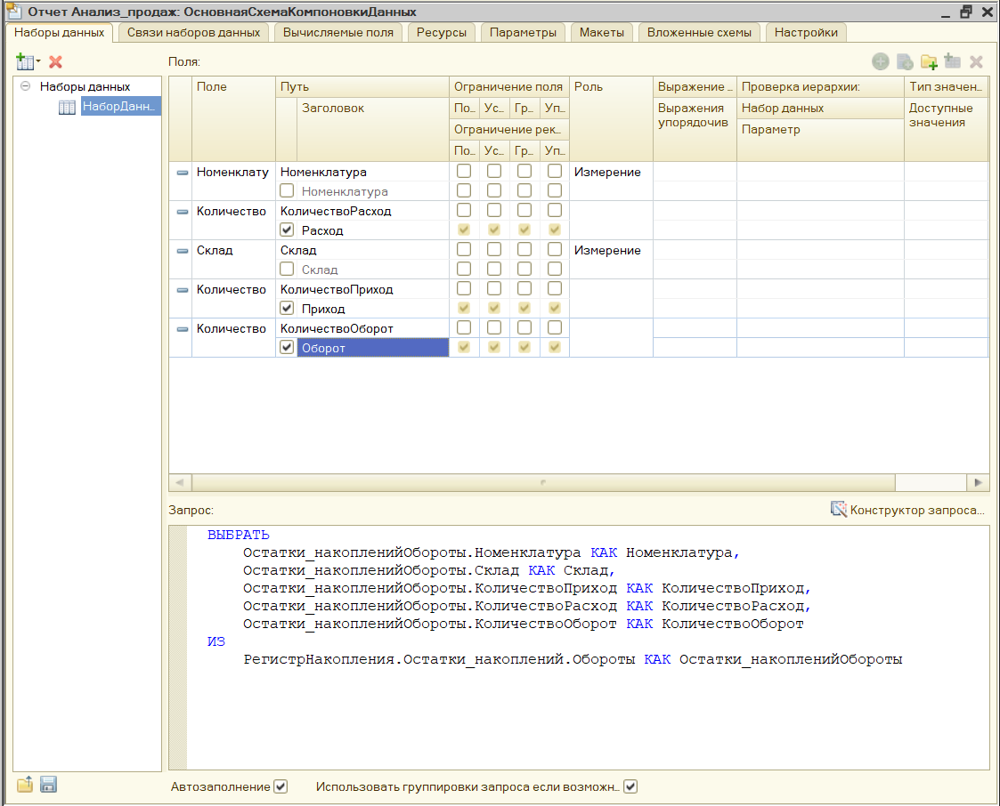 Отчет Анализ_продаж: ОсновнаяСхемаКомпоновкиДанных
Наборы данных Связи наборов данных Вычисляемые поля Ресурсы Параметры Макеты Вложенные схемы Настройки
Поля:
Наборы данных
НаборДанн...
Поле Путь Ограничение поля Роль Выражение ... Проверка иерархии: Тип значен...
Заголовок По... Ус... Гр... Уп... Выражения упорядочив Набор данных Доступные значения
Ограничение рек... Параметр
По... Ус... Гр... Уп...
Номенклату Номенклатура Измерение
Номенклатура
Количество КоличествоРасход
Расход
Склад Склад Измерение
Склад
Количество КоличествоПриход
Приход
Количество КоличествоОборот
Оборот
Запрос: Конструктор запроса...
ВЫБРАТЬ
Остатки_накопленийОбороты.Номенклатура КАК Номенклатура,
Остатки_накопленийОбороты.Склад КАК Склад,
Остатки_накопленийОбороты.КоличествоПриход КАК КоличествоПриход,
Остатки_накопленийОбороты.КоличествоРасход КАК КоличествоРасход,
Остатки_накопленийОбороты.КоличествоОборот КАК КоличествоОборот
ИЗ
РегистрНакопления.Остатки_накоплений.Обороты КАК Остатки_накопленийОбороты
Автозаполнение Использовать группировки запроса если возможн...